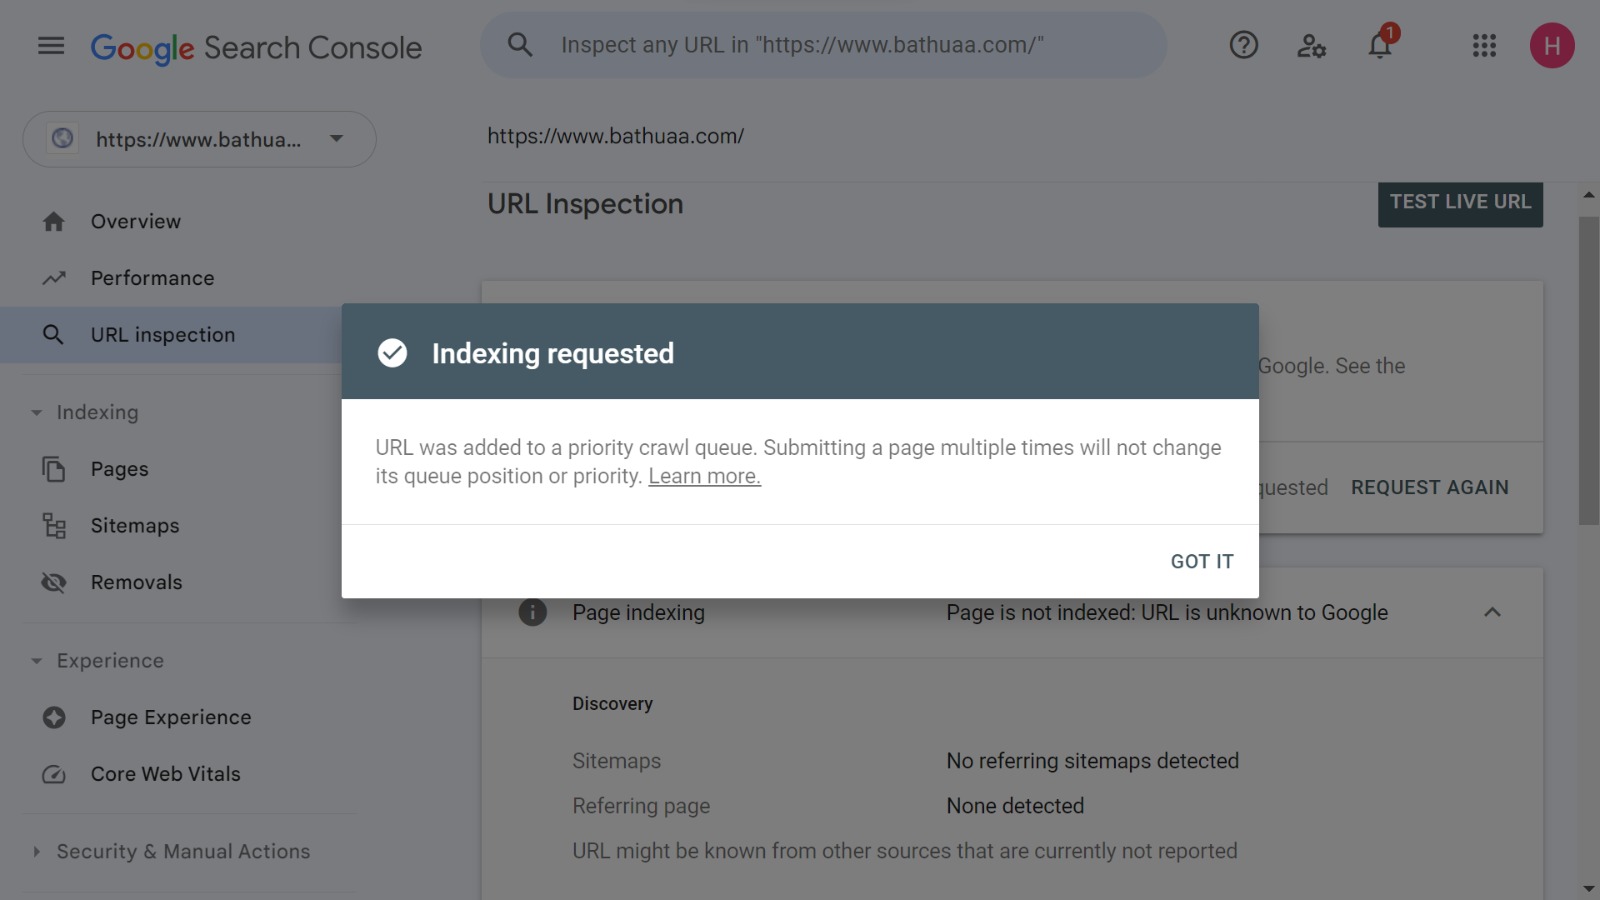 Google Search Console
Inspect any URL in "https://www.bathuaa.com/"
1
H
https://www.bathua...
https://www.bathuaa.com/
Overview
Performance
URL inspection
Indexing
Pages
Sitemaps
Removals
Experience
Page Experience
Core Web Vitals
Security & Manual Actions
URL Inspection
TEST LIVE URL
Google. See the
Indexing requested
URL was added to a priority crawl queue. Submitting a page multiple times will not change
its queue position or priority. Learn more.
REQUEST AGAIN
GOT IT
Page indexing
Page is not indexed: URL is unknown to Google
Discovery
Sitemaps
No referring sitemaps detected
Referring page
None detected
URL might be known from other sources that are currently not reported